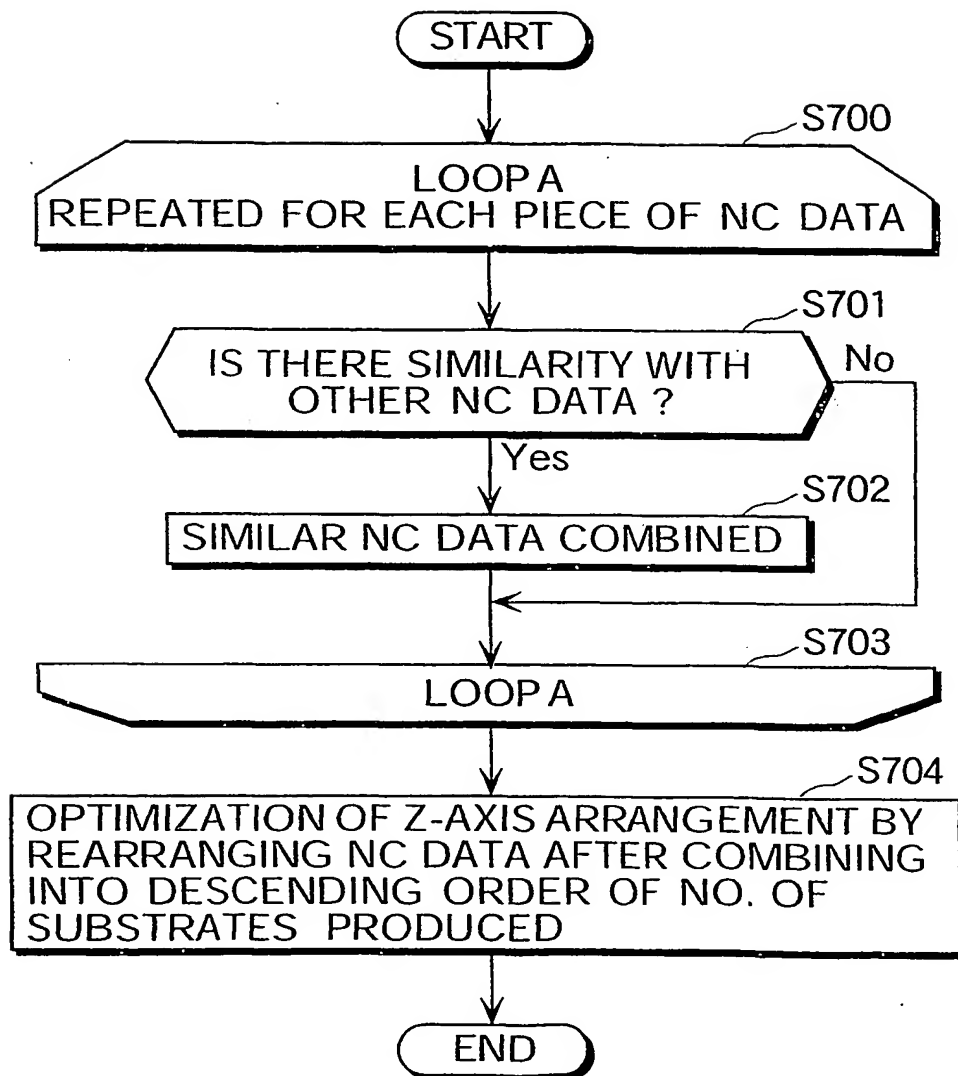 START
S700
LOOP A
REPEATED FOR EACH PIECE OF NC DATA
S701
IS THERE SIMILARITY WITH
OTHER NC DATA ?
No
Yes
S702
SIMILAR NC DATA COMBINED
S703
LOOP A
S704
OPTIMIZATION OF Z-AXIS ARRANGEMENT BY
REARRANGING NC DATA AFTER COMBINING
INTO DESCENDING ORDER OF NO. OF
SUBSTRATES PRODUCED
END